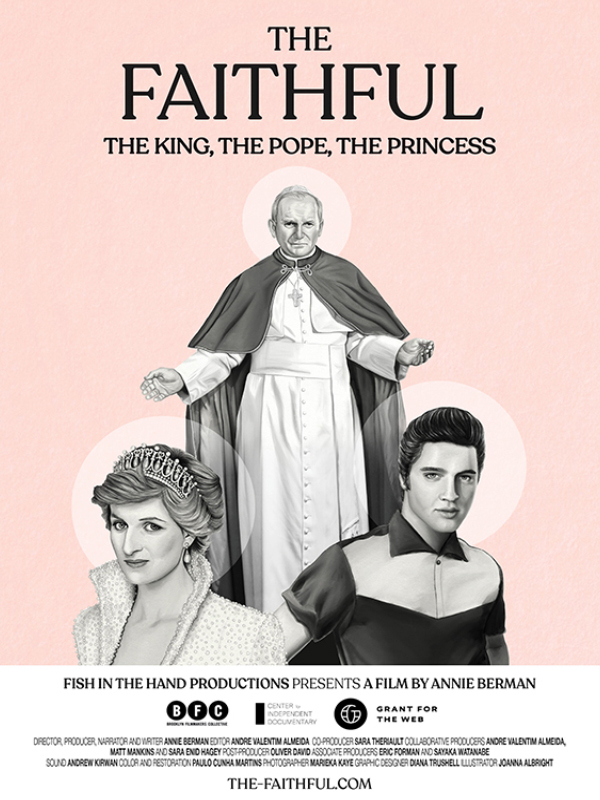 THE
FAITHFUL
THE KING, THE POPE, THE PRINCESS
FISH IN THE HAND PRODUCTIONS PRESENTS A FILM BY ANNIE BERMAN
BFC
BROOKLYN FILMMAKERS COLLECTIVE
CENTER for
INDEPENDENT
DOCUMENTARY
GRANT FOR
THE WEB
DIRECTOR, PRODUCER, NARRATOR AND WRITER ANNIE BERMAN EDITOR ANDRE VALENTIM ALMEIDA CO-PRODUCER SARA THERIAULT COLLABORATIVE PRODUCERS ANDRE VALENTIM ALMEIDA,
MATT MANKINS AND SARA ENID HAGEY POST-PRODUCER OLIVER DAVID ASSOCIATE PRODUCERS ERIC FORMAN AND SAYAKA WATANABE
SOUND ANDREW KIRWAN COLOR AND RESTORATION PAULO CUNHA MARTINS PHOTOGRAPHER MARIEKA KAYE GRAPHIC DESIGNER DIANA TRUSHELL ILLUSTRATOR JOANNA ALBRIGHT
THE-FAITHFUL.COM